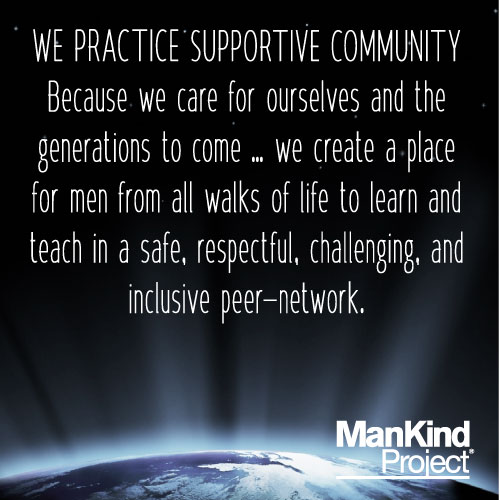 WE PRACTICE SUPPORTIVE COMMUNITY
Because we care for ourselves and the
generations to come ... we create a place
for men from all walks of life to learn and
teach in a safe, respectful, challenging, and
inclusive peer-network.
ManKind
Project®